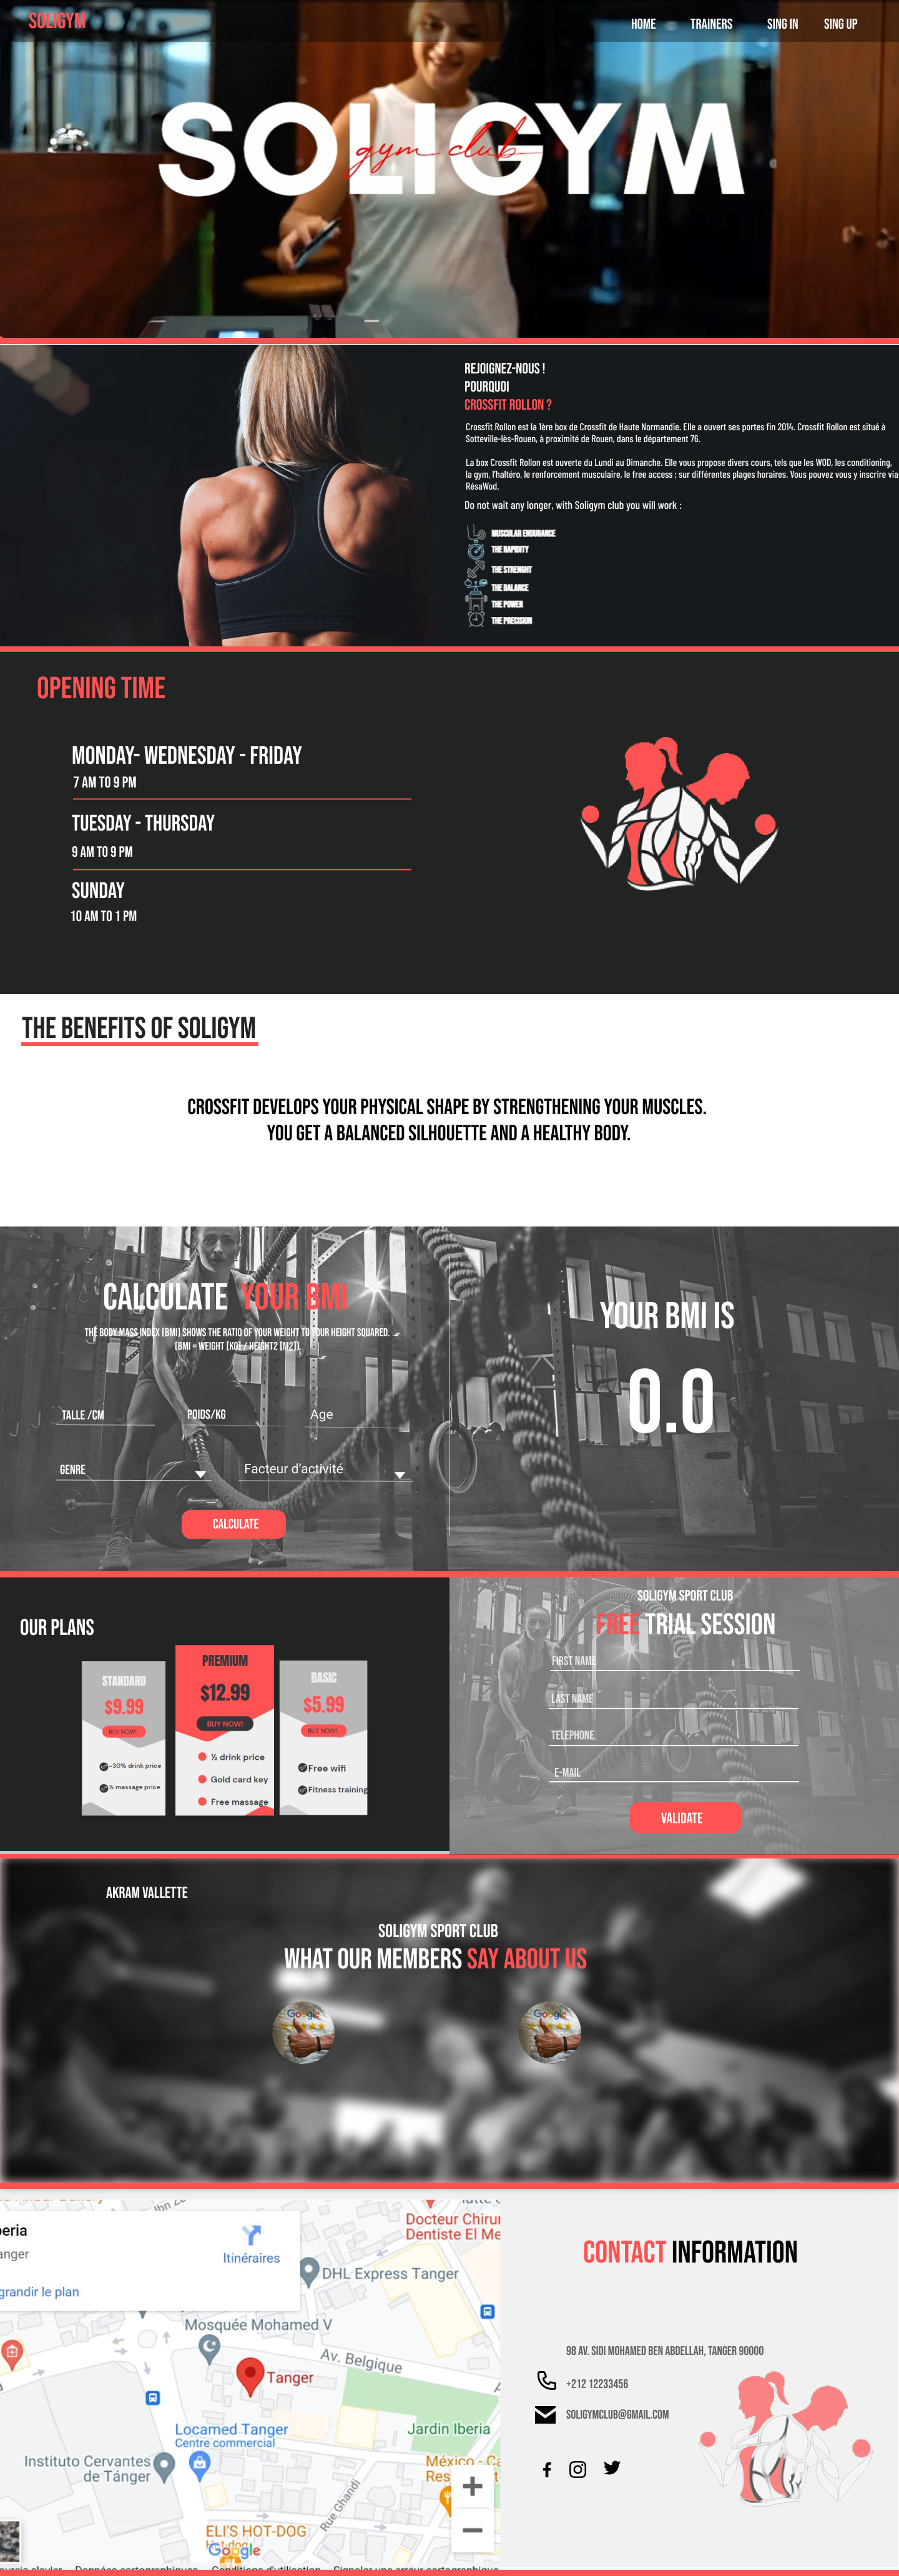 SOLIGYM
HOME TRAINERS SING IN SING UP
SOLIGYM
gym club
REJOIGNEZ-NOUS !
POURQUOI
CROSSFIT ROLLON ?
Crossfit Rollon est la 1ère box de Crossfit de Haute Normandie. Elle a ouvert ses portes fin 2014. Crossfit Rollon est situé à
Sotteville-lès-Rouen, à proximité de Rouen, dans le département 76.
La box Crossfit Rollon est ouverte du Lundi au Dimanche. Elle vous propose divers cours, tels que les WOD, les conditioning,
la gym, l'haltéro, le renforcement musculaire, le free access ; sur différentes plages horaires. Vous pouvez vous y inscrire via
RésaWod.
Do not wait any longer, with Soligym club you will work :
MUSCULAR ENDURANCE
THE RAPIDITY
THE STRENGHT
THE BALANCE
THE POWER
THE PRECISION
OPENING TIME
MONDAY- WEDNESDAY - FRIDAY
7 AM TO 9 PM
TUESDAY - THURSDAY
9 AM TO 9 PM
SUNDAY
10 AM TO 1 PM
THE BENEFITS OF SOLIGYM
CROSSFIT DEVELOPS YOUR PHYSICAL SHAPE BY STRENGTHENING YOUR MUSCLES.
YOU GET A BALANCED SILHOUETTE AND A HEALTHY BODY.
CALCULATE YOUR BMI
THE BODY MASS INDEX (BMI) SHOWS THE RATIO OF YOUR WEIGHT TO YOUR HEIGHT SQUARED.
(BMI = WEIGHT [KG] / HEIGHT2 [M2]).
TALLE /CM POIDS/KG Age
GENRE Facteur d'activité
CALCULATE
YOUR BMI IS
0.0
OUR PLANS
STANDARD
$9.99
BUY NOW!
-30% drink price
½ massage price
PREMIUM
$12.99
BUY NOW!
½ drink price
Gold card key
Free massage
BASIC
$5.99
BUY NOW!
Free wifi
Fitness training
SOLIGYM SPORT CLUB
FREE TRIAL SESSION
FIRST NAME
LAST NAME
TELEPHONE
E-MAIL
VALIDATE
AKRAM VALLETTE
SOLIGYM SPORT CLUB
WHAT OUR MEMBERS SAY ABOUT US
Google
Google
eria
anger
grandir le plan
Itinéraires
Docteur Chirur
Dentiste El Me
DHL Express Tanger
Mosquée Mohamed V
Av. Belgique
Tanger
Locamed Tanger
Centre commercial
Jardin Iberia
Instituto Cervantes
de Tánger
México - Ca
Res
Rue Ghandi
ELI'S HOT-DOG
Hot-dog
Google
CONTACT INFORMATION
98 AV. SIDI MOHAMED BEN ABDELLAH, TANGER 90000
+212 12233456
SOLIGYMCLUB@GMAIL.COM